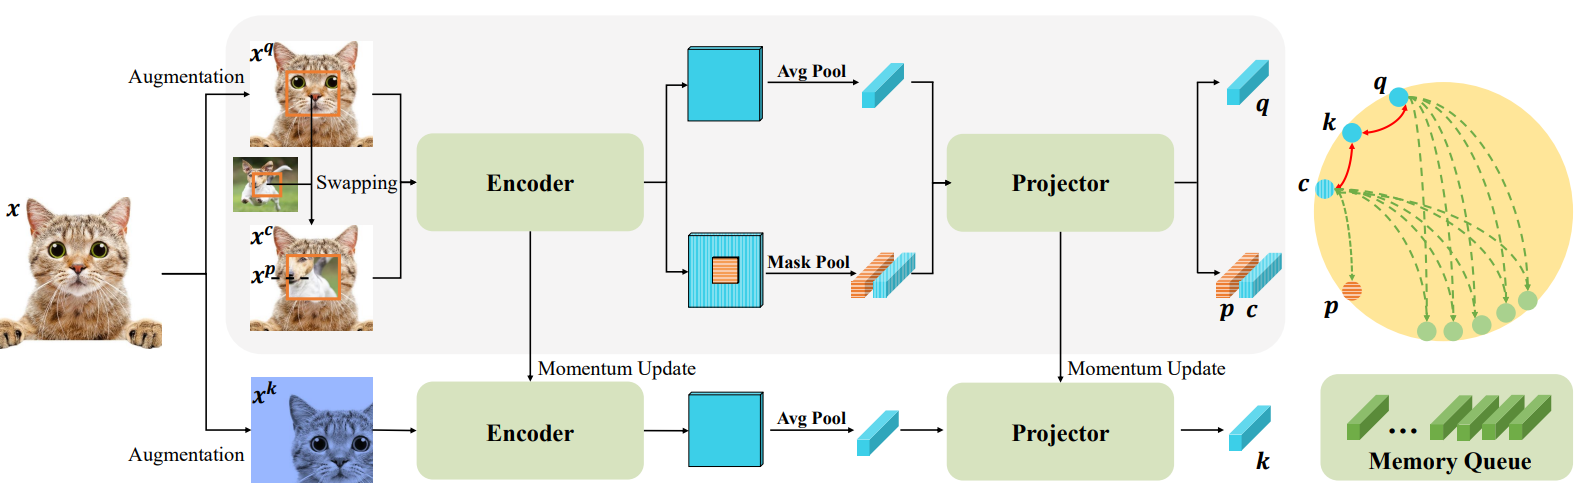 x
Augmentation
x^q
Swapping
x^c
x^p
Encoder
Avg Pool
Mask Pool
Projector
q
p c
Momentum Update
Momentum Update
Augmentation
x^k
Encoder
Avg Pool
Projector
k
q
k
c
p
...
Memory Queue